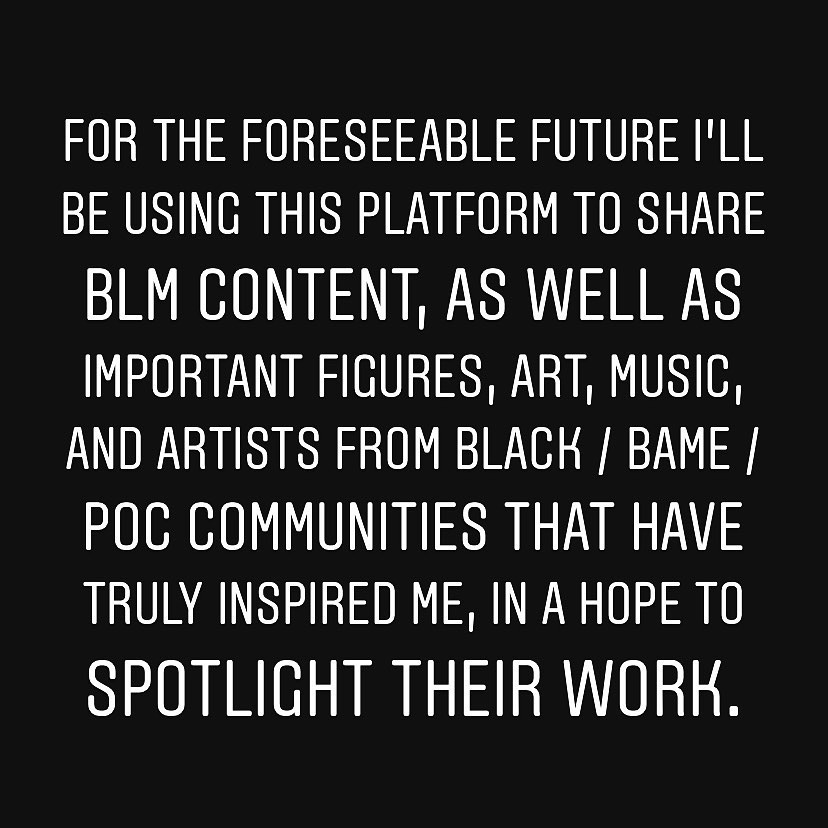 FOR THE FORESEEABLE FUTURE I'LL
BE USING THIS PLATFORM TO SHARE
BLM CONTENT, AS WELL AS
IMPORTANT FIGURES, ART, MUSIC,
AND ARTISTS FROM BLACK / BAME /
POC COMMUNITIES THAT HAVE
TRULY INSPIRED ME, IN A HOPE TO
SPOTLIGHT THEIR WORK.